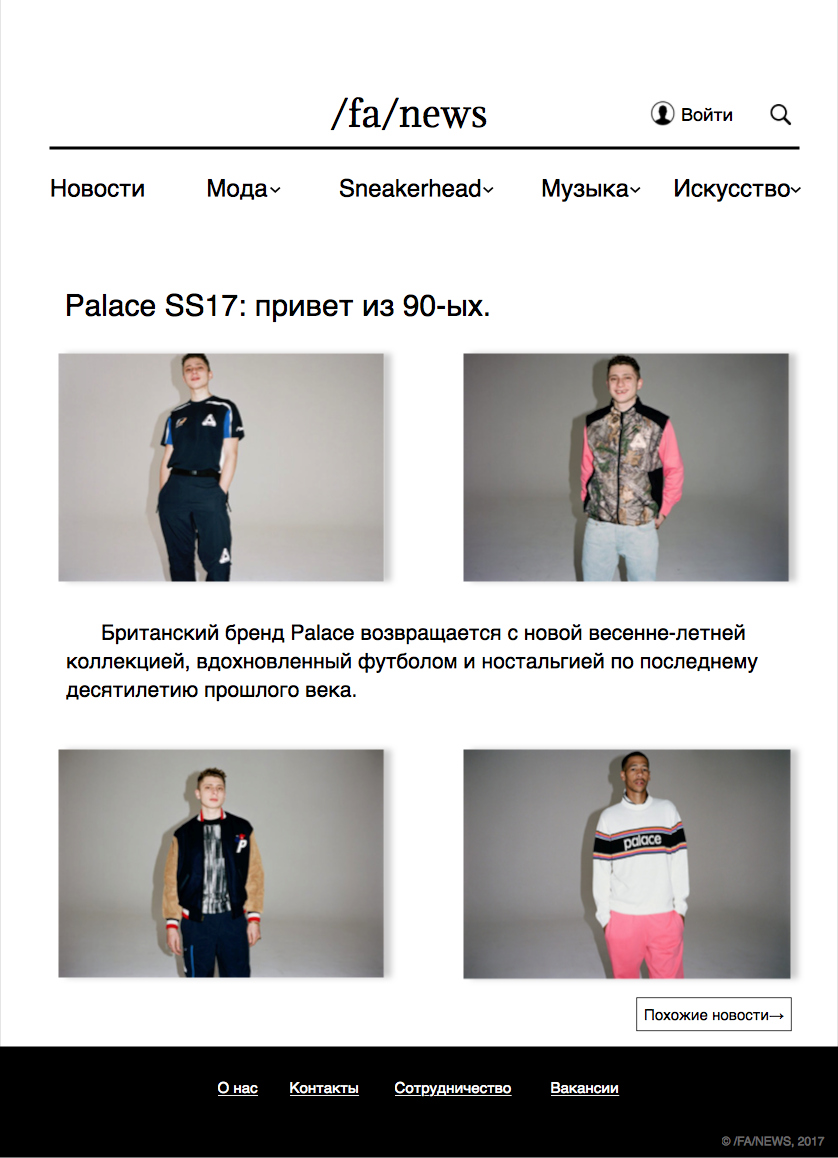 /fa/news
Войти
Новости
Мода
Sneakerhead
Музыка
Искусство
Palace SS17: привет из 90-ых.
Британский бренд Palace возвращается с новой весенне-летней
коллекцией, вдохновленный футболом и ностальгией по последнему
десятилетию прошлого века.
P
palace
Похожие новости→
О нас
Контакты
Сотрудничество
Вакансии
© /FA/NEWS, 2017